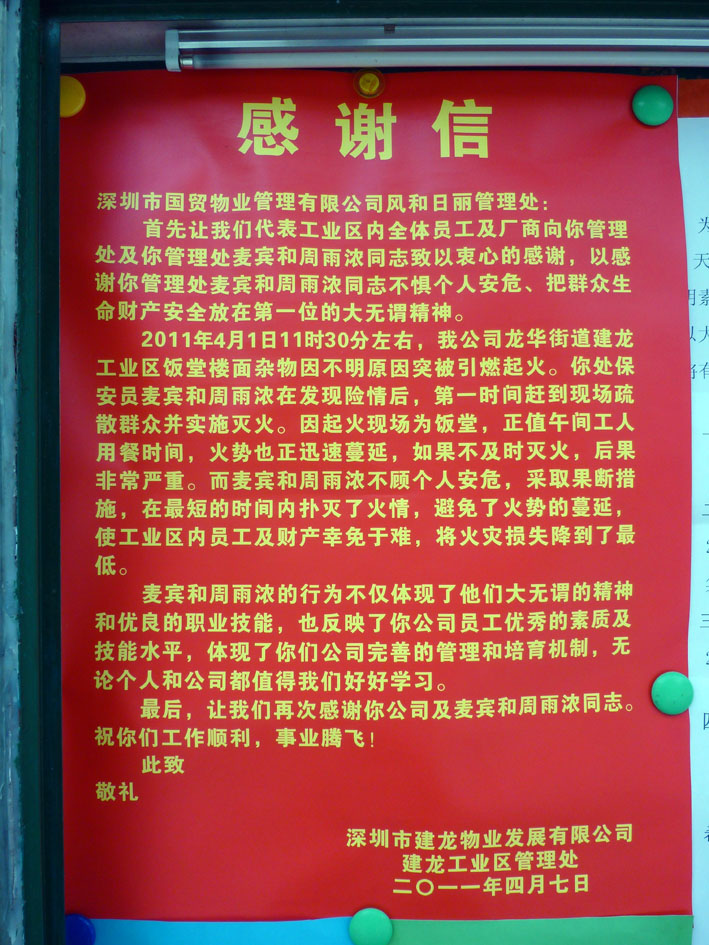 感谢信
深圳市国贸物业管理有限公司风和日丽管理处：
首先让我们代表工业区内全体员工及厂商向你管理
处及你管理处麦宾和周雨浓同志致以衷心的感谢，以感
谢你管理处麦宾和周雨浓同志不惧个人安危、把群众生
命财产安全放在第一位的大无谓精神。
2011年4月1日11时30分左右，我公司龙华街道建龙
工业区饭堂楼面杂物因不明原因突被引燃起火。你处保
安员麦宾和周雨浓在发现险情后，第一时间赶到现场疏
散群众并实施灭火。因起火现场为饭堂，正值午间工人
用餐时间，火势也正迅速蔓延，如果不及时灭火，后果
非常严重。而麦宾和周雨浓不顾个人安危，采取果断措
施，在最短的时间内扑灭了火情，避免了火势的蔓延，
使工业区内员工及财产幸免于难，将火灾损失降到了最
低。
麦宾和周雨浓的行为不仅体现了他们大无谓的精神
和优良的职业技能，也反映了你公司员工优秀的素质及
技能水平，体现了你们公司完善的管理和培育机制，无
论个人和公司都值得我们好好学习。
最后，让我们再次感谢你公司及麦宾和周雨浓同志。
祝你们工作顺利，事业腾飞！
此致
敬礼
深圳市建龙物业发展有限公司
建龙工业区管理处
二〇一一年四月七日